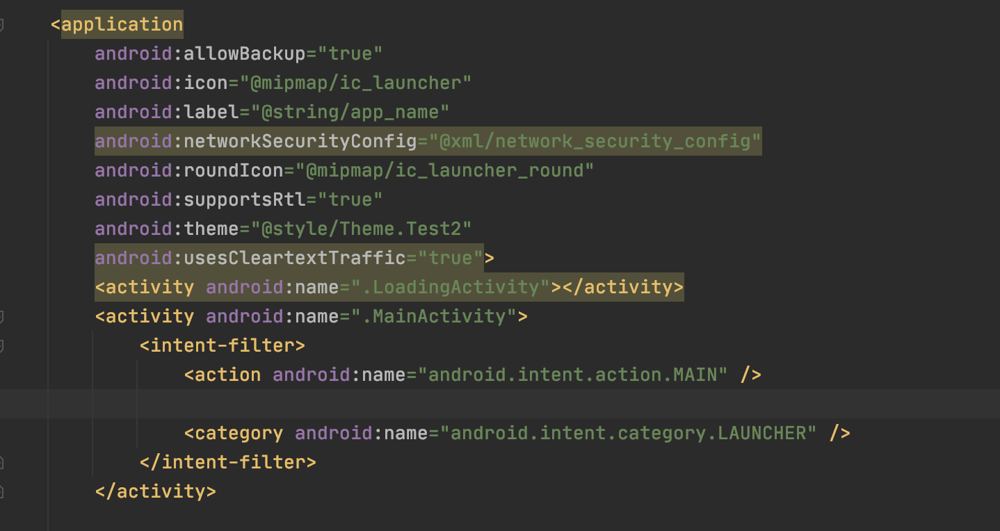 <application
android:allowBackup="true"
android:icon="@mipmap/ic_launcher"
android:label="@string/app_name"
android:networkSecurityConfig="@xml/network_security_config"
android:roundIcon="@mipmap/ic_launcher_round"
android:supportsRtl="true"
android:theme="@style/Theme.Test2"
android:usesCleartextTraffic="true">
<activity android:name=".LoadingActivity"></activity>
<activity android:name=".MainActivity">
<intent-filter>
<action android:name="android.intent.action.MAIN" />
<category android:name="android.intent.category.LAUNCHER" />
</intent-filter>
</activity>